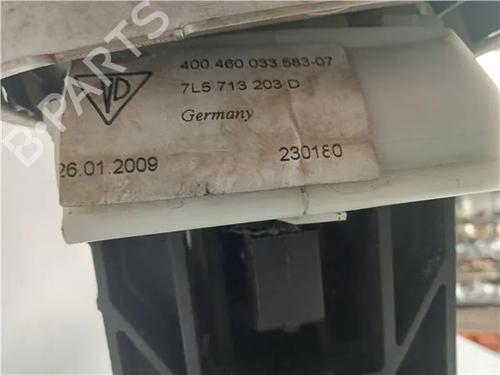 400.460.033.583-07
7L5 713 203 D
Germany
26.01.2009
230180
B-PARTS